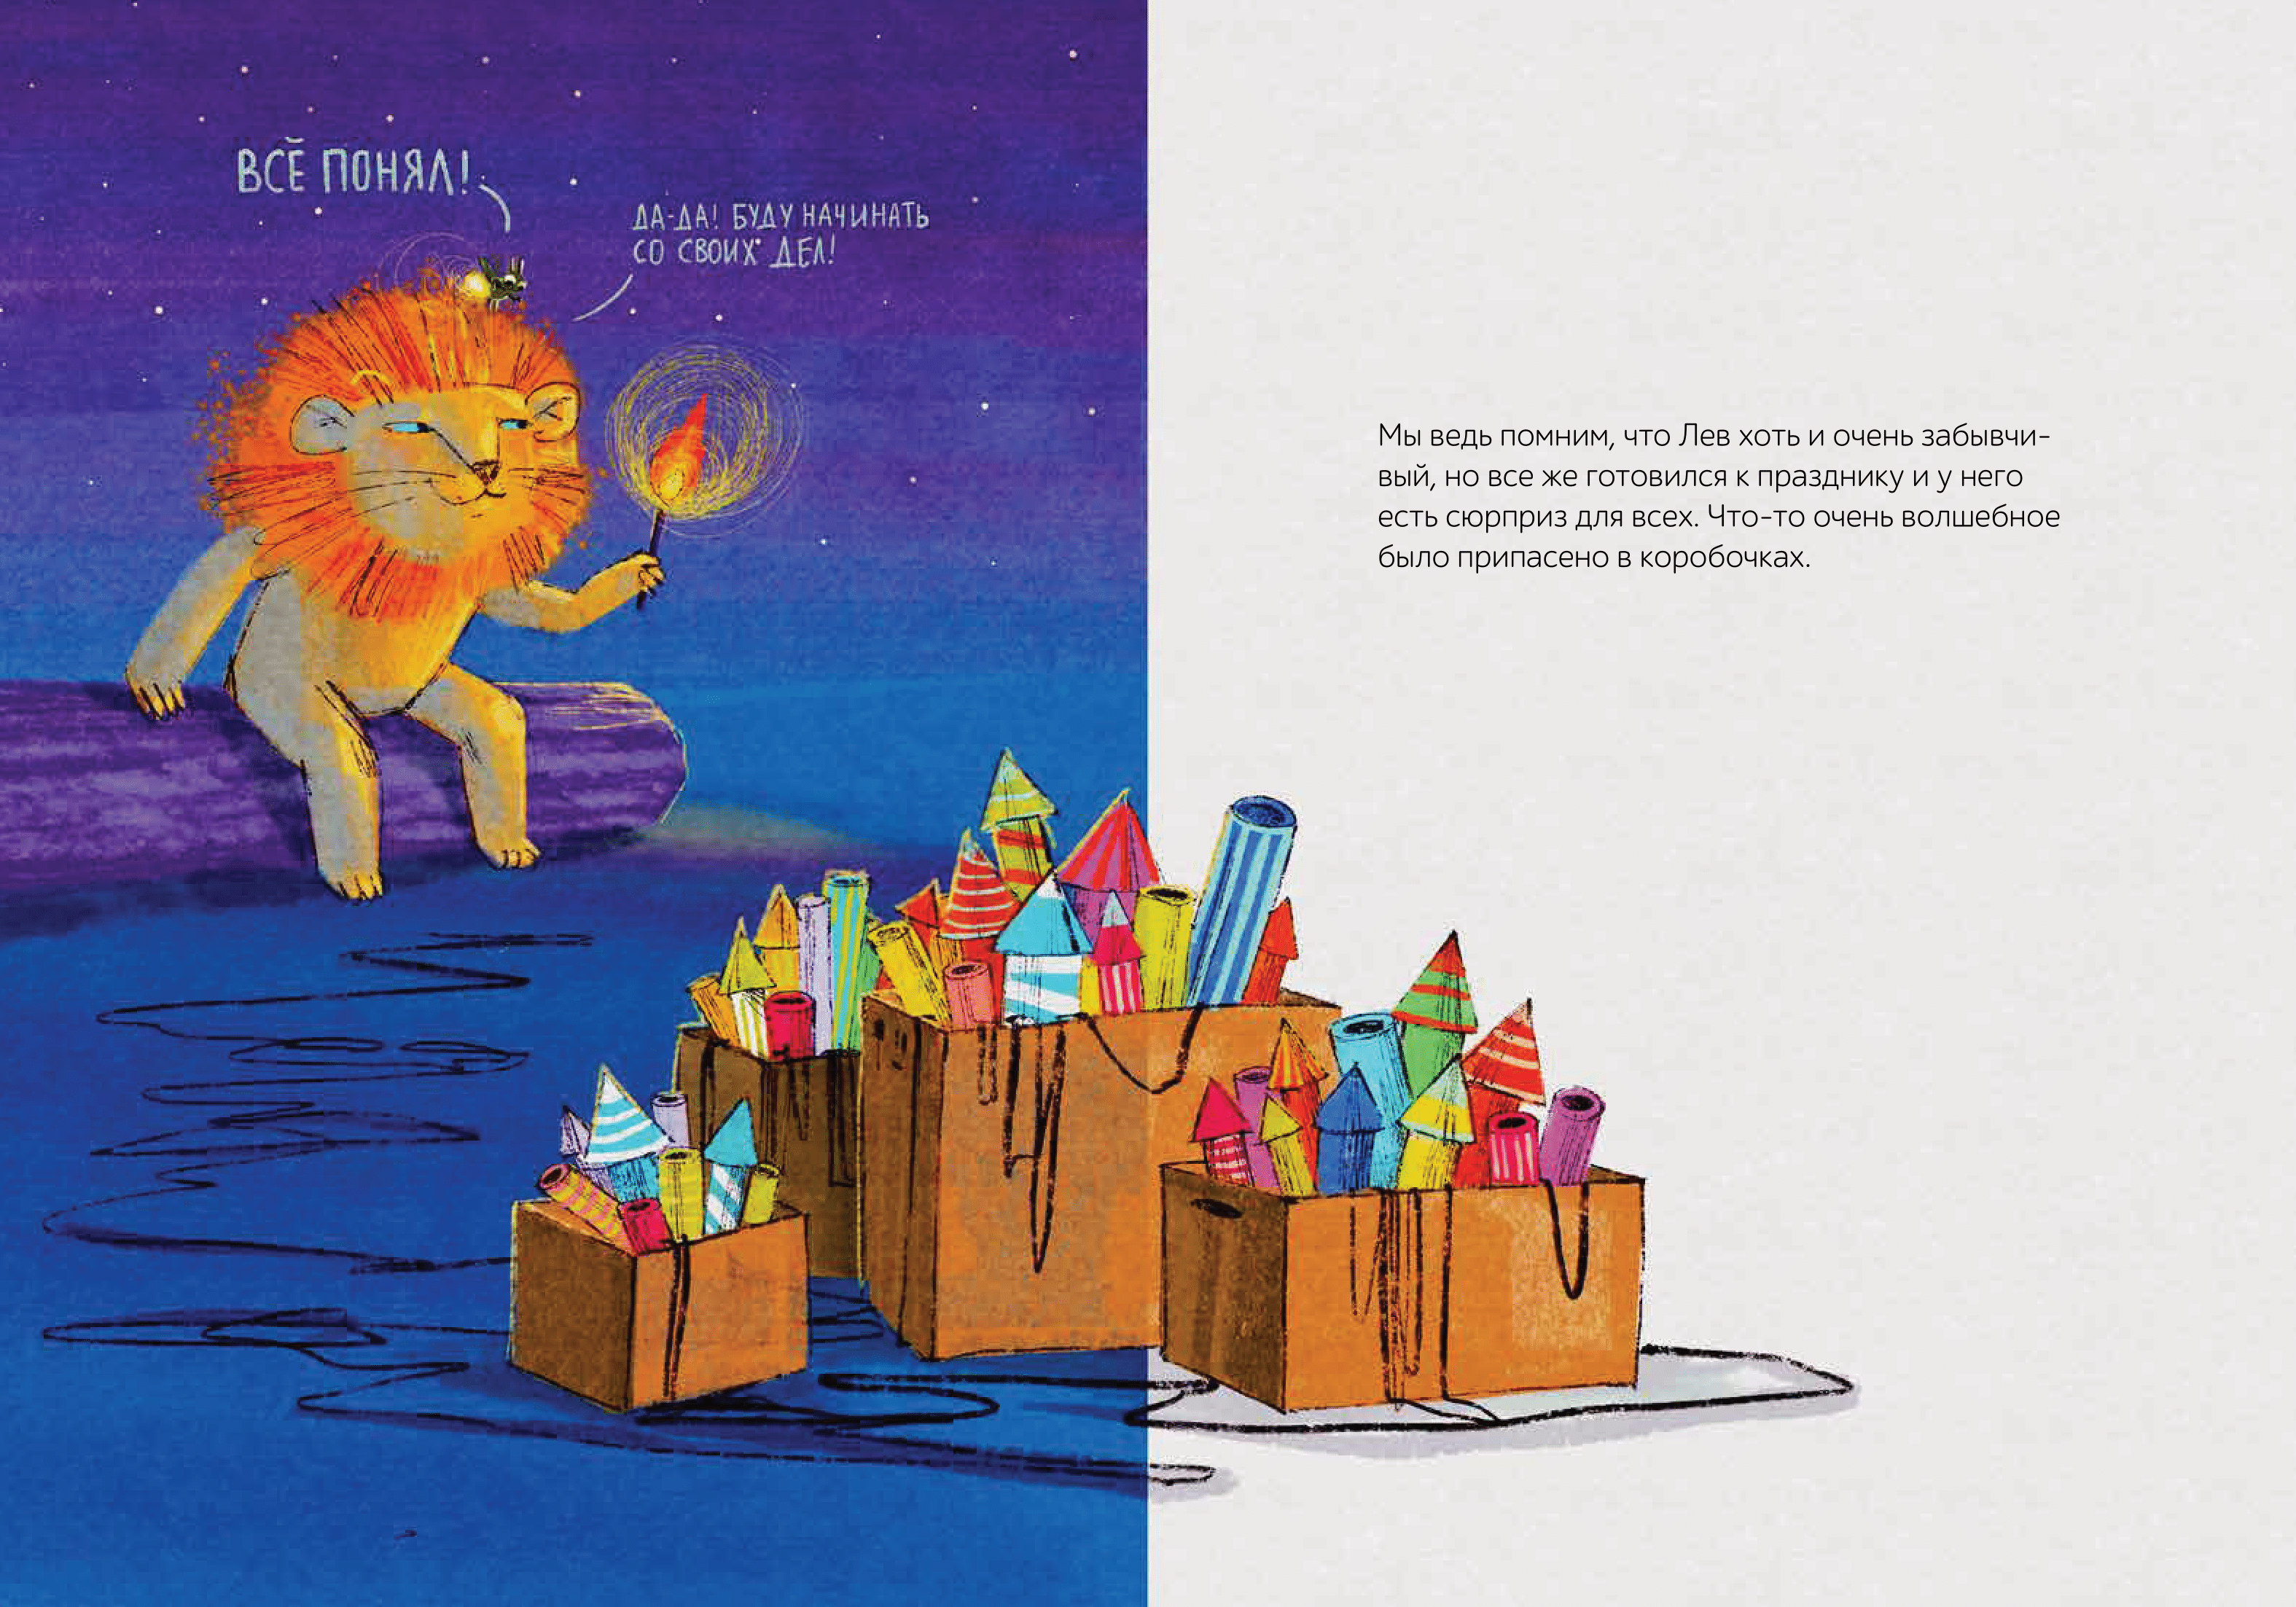 ВСЁ ПОНЯЛ!
ДА-ДА! БУДУ НАЧИНАТЬ
СО СВОИХ ДЕЛ!
Мы ведь помним, что Лев хоть и очень забывчи-
вый, но все же готовился к празднику и у него
есть сюрприз для всех. Что-то очень волшебное
было припасено в коробочках.